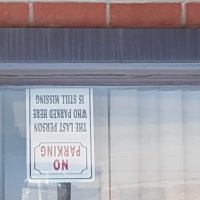 NO
PARKING
THE LAST PERSON
WHO PARKED HERE
IS STILL MISSING